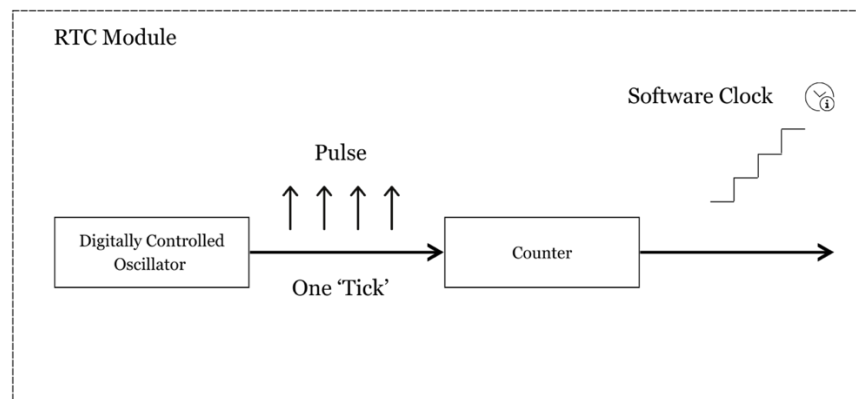 RTC Module
Software Clock
Pulse
Digitally Controlled
Oscillator
Counter
One ‘Tick’